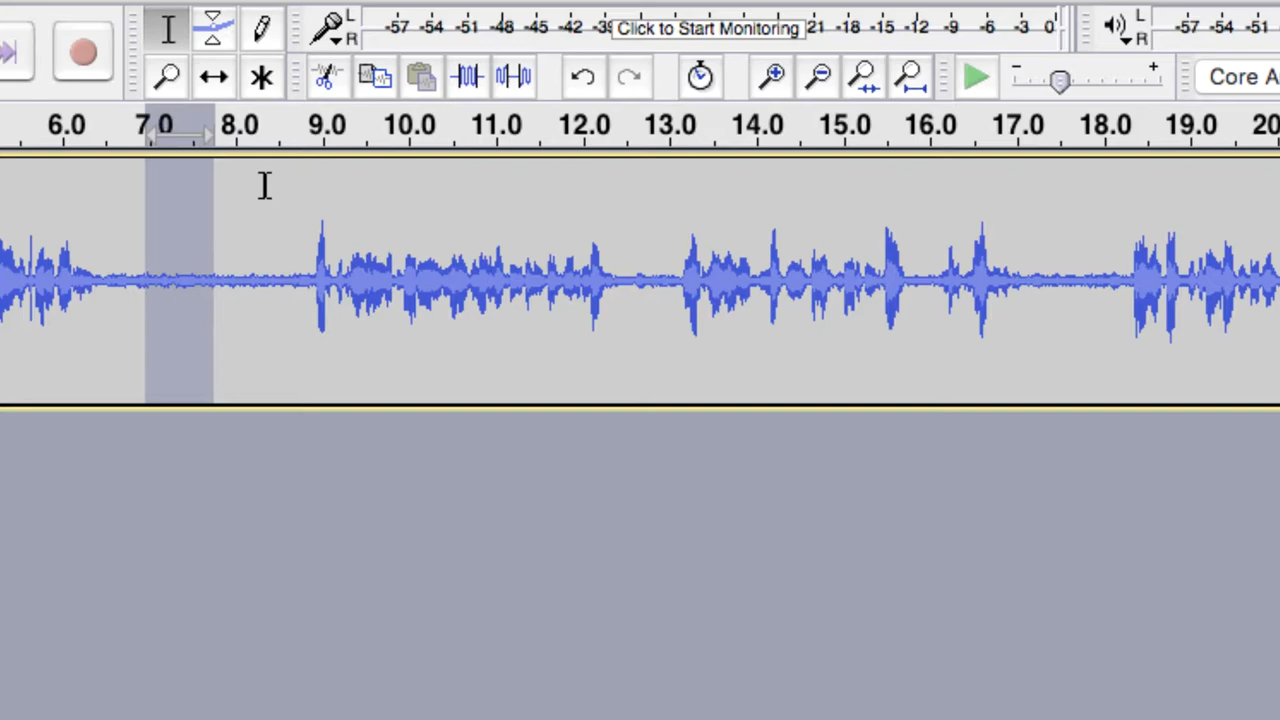 L -57 -54 -51 -48 -45 -42 -39 Click to Start Monitoring 21 -18 -15 -12 -9 -6 -3 0 L -57 -54 -51
R R
- + Core A
6.0 7.0 8.0 9.0 10.0 11.0 12.0 13.0 14.0 15.0 16.0 17.0 18.0 19.0 20